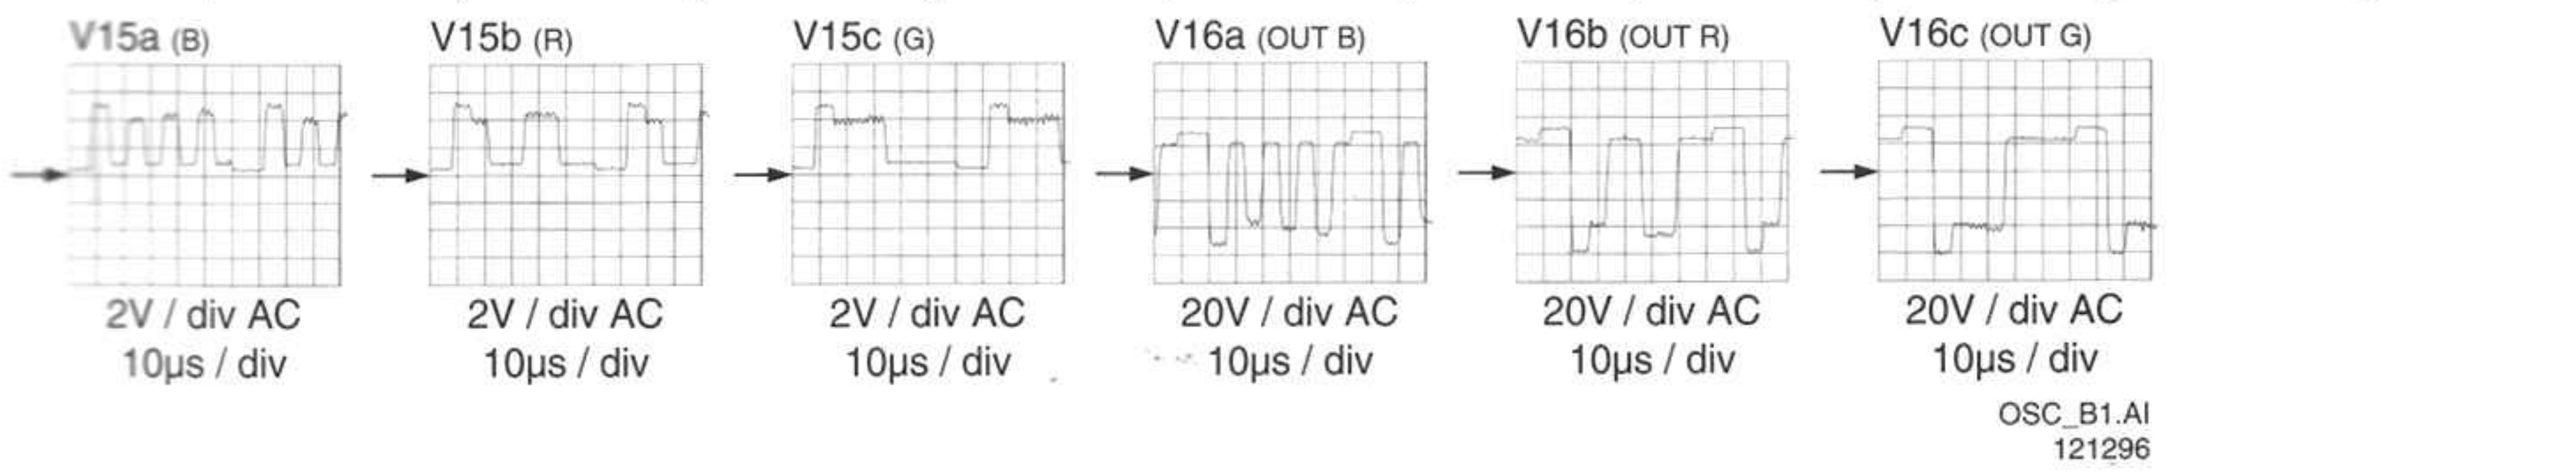 V15a (B) V15b (R) V15c (G) V16a (OUT B) V16b (OUT R) V16c (OUT G)
2V / div AC 2V / div AC 2V / div AC 20V / div AC 20V / div AC 20V / div AC
10µs / div 10µs / div 10µs / div 10µs / div 10µs / div 10µs / div
OSC_B1.AI
121296